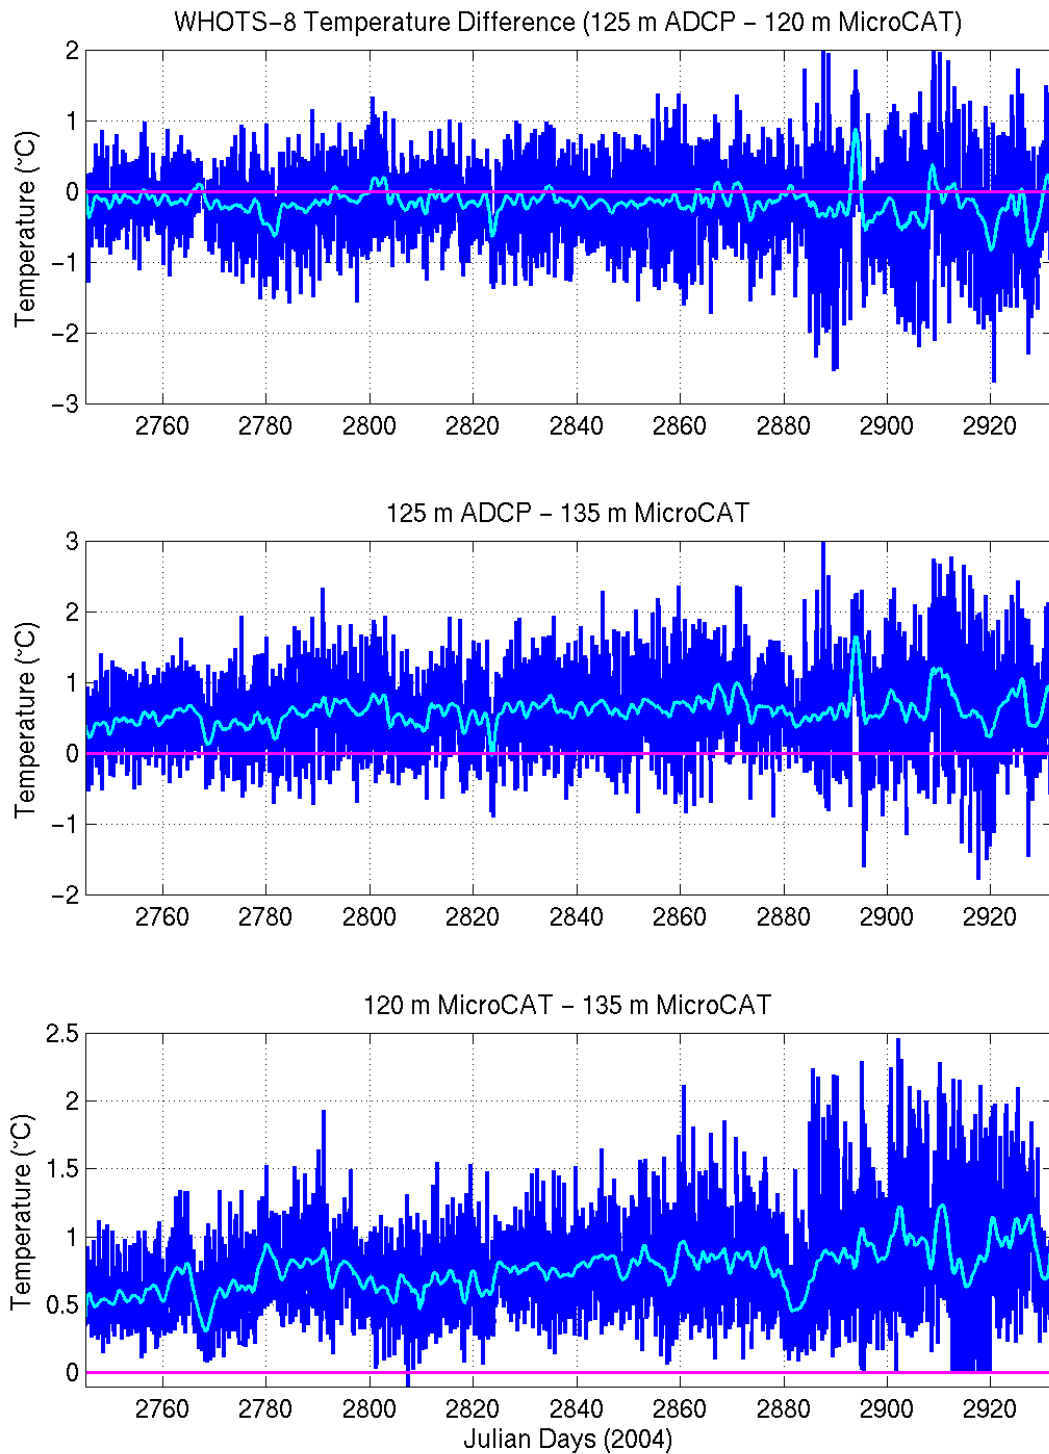 WHOTS-8 Temperature Difference (125 m ADCP - 120 m MicroCAT)
2
1
0
-1
-2
-3
Temperature (°C)
2760 2780 2800 2820 2840 2860 2880 2900 2920
125 m ADCP - 135 m MicroCAT
3
2
1
0
-1
-2
Temperature (°C)
2760 2780 2800 2820 2840 2860 2880 2900 2920
120 m MicroCAT - 135 m MicroCAT
2.5
2
1.5
1
0.5
0
Temperature (°C)
2760 2780 2800 2820 2840 2860 2880 2900 2920
Julian Days (2004)